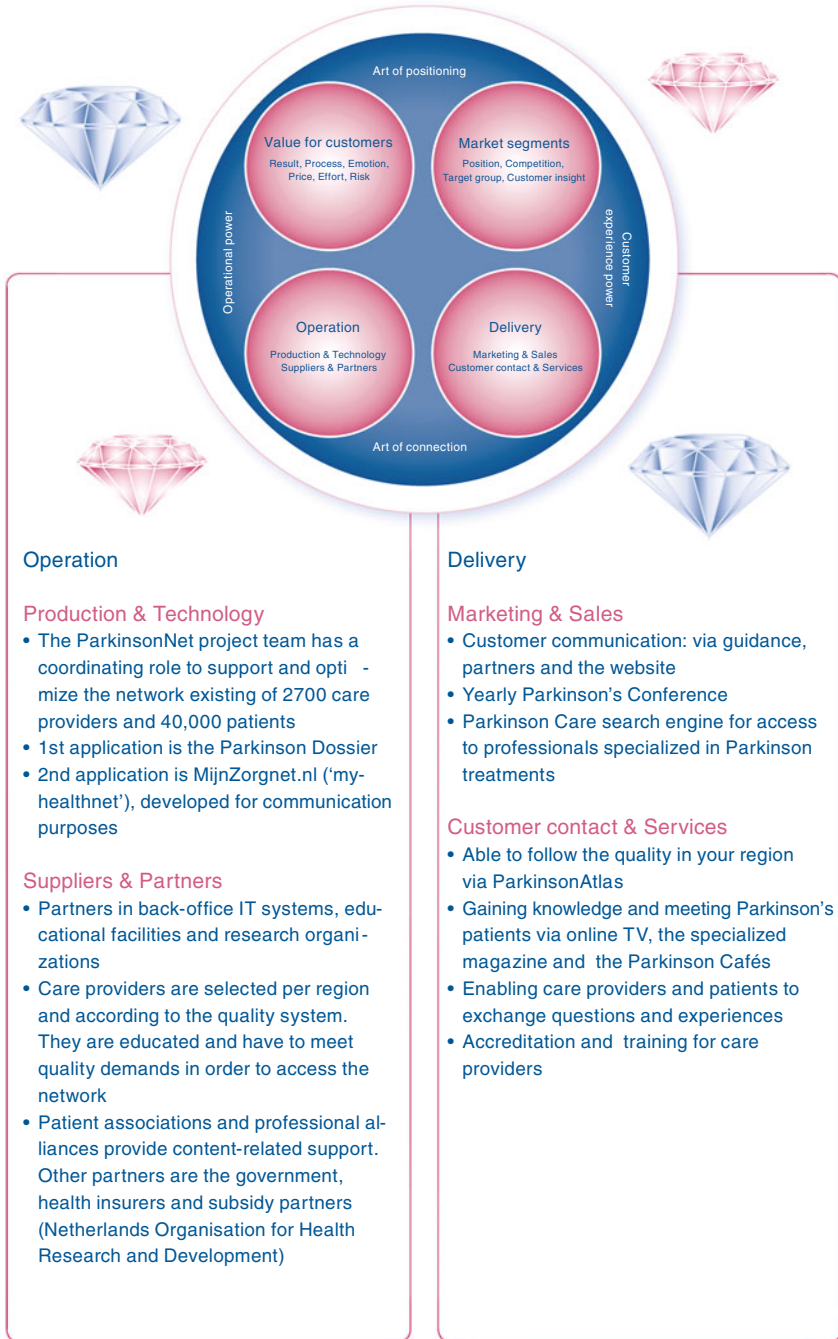 Art of positioning
Value for customers
Result, Process, Emotion,
Price, Effort, Risk
Market segments
Position, Competition,
Target group, Customer insight
Operational power
Customer
experience power
Operation
Production & Technology
Suppliers & Partners
Delivery
Marketing & Sales
Customer contact & Services
Art of connection
Operation
Production & Technology
• The ParkinsonNet project team has a
coordinating role to support and opti -
mize the network existing of 2700 care
providers and 40,000 patients
• 1st application is the Parkinson Dossier
• 2nd application is MijnZorgnet.nl (‘my-
healthnet’), developed for communication
purposes
Suppliers & Partners
• Partners in back-office IT systems, edu-
cational facilities and research organi-
zations
• Care providers are selected per region
and according to the quality system.
They are educated and have to meet
quality demands in order to access the
network
• Patient associations and professional al-
liances provide content-related support.
Other partners are the government,
health insurers and subsidy partners
(Netherlands Organisation for Health
Research and Development)
Delivery
Marketing & Sales
• Customer communication: via guidance,
partners and the website
• Yearly Parkinson’s Conference
• Parkinson Care search engine for access
to professionals specialized in Parkinson
treatments
Customer contact & Services
• Able to follow the quality in your region
via ParkinsonAtlas
• Gaining knowledge and meeting Parkinson’s
patients via online TV, the specialized
magazine and the Parkinson Cafés
• Enabling care providers and patients to
exchange questions and experiences
• Accreditation and training for care
providers